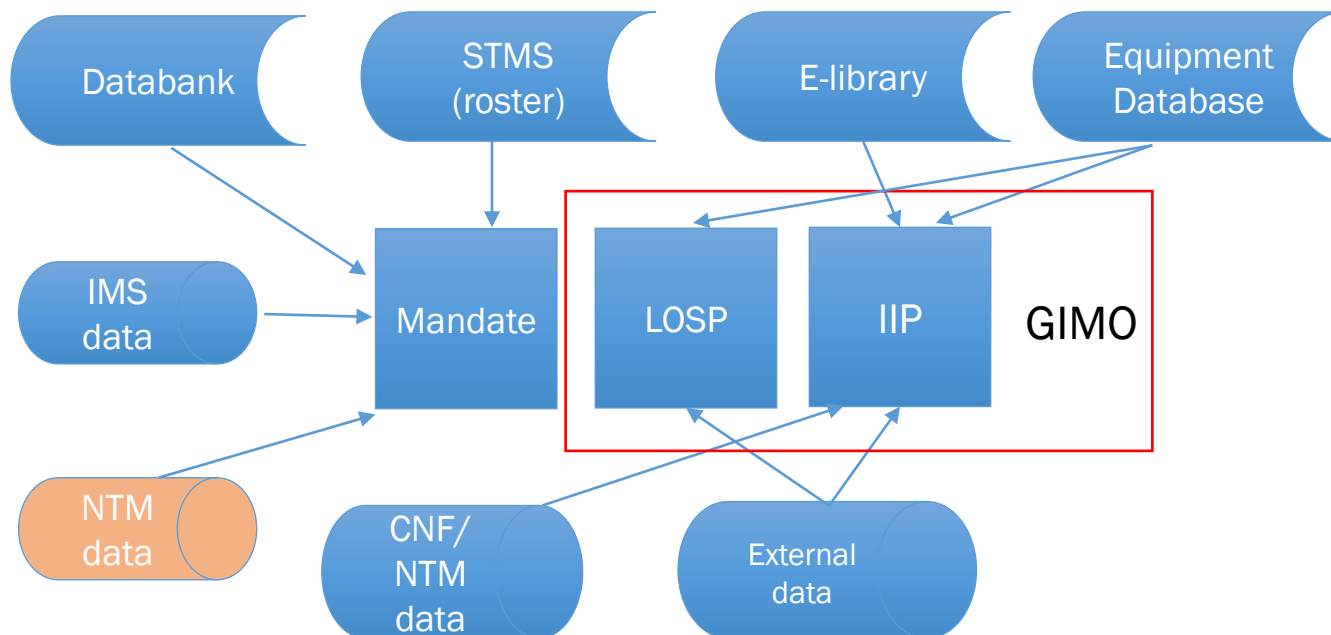 Databank
STMS
(roster)
E-library
Equipment
Database
IMS
data
Mandate
LOSP
IIP
GIMO
NTM
data
CNF/
NTM
data
External
data